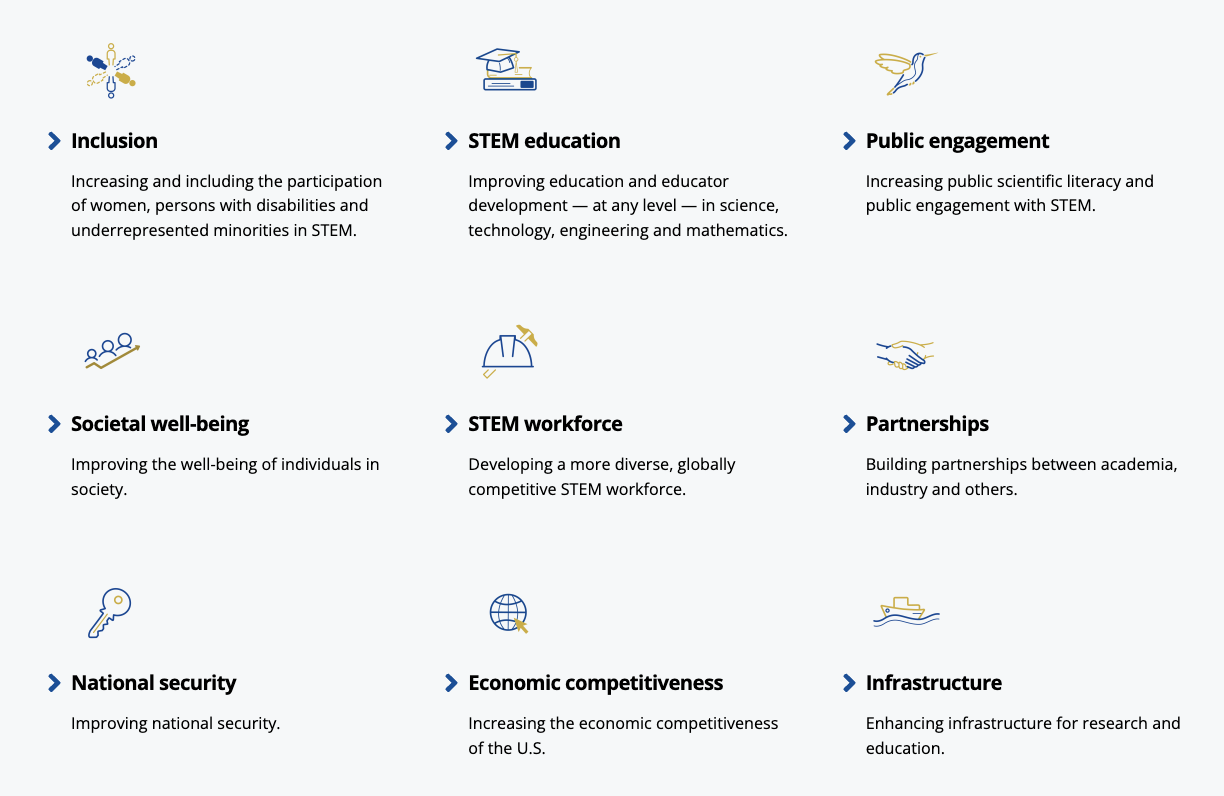 Inclusion
Increasing and including the participation
of women, persons with disabilities and
underrepresented minorities in STEM.
STEM education
Improving education and educator
development — at any level — in science,
technology, engineering and mathematics.
Public engagement
Increasing public scientific literacy and
public engagement with STEM.
Societal well-being
Improving the well-being of individuals in
society.
STEM workforce
Developing a more diverse, globally
competitive STEM workforce.
Partnerships
Building partnerships between academia,
industry and others.
National security
Improving national security.
Economic competitiveness
Increasing the economic competitiveness
of the U.S.
Infrastructure
Enhancing infrastructure for research and
education.